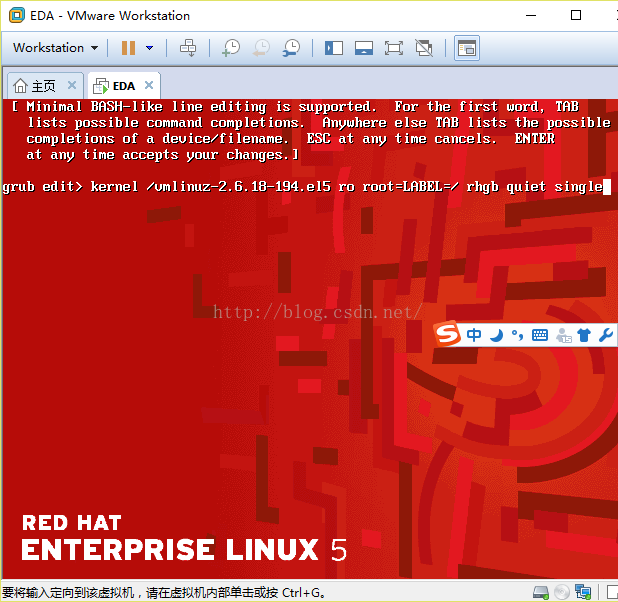 EDA - VMware Workstation
Workstation
主页
EDA
[ Minimal BASH-like line editing is supported.  For the first word, TAB
lists possible command completions.  Anywhere else TAB lists the possible
completions of a device/filename.  ESC at any time cancels.  ENTER
at any time accepts your changes.]
grub edit> kernel /vmlinuz-2.6.18-194.el5 ro root=LABEL=/ rhgb quiet single
http://blog.csdn.net/
S 中 15
RED HAT
ENTERPRISE LINUX 5
要将输入定向到该虚拟机，请在虚拟机内部单击或按 Ctrl+G。